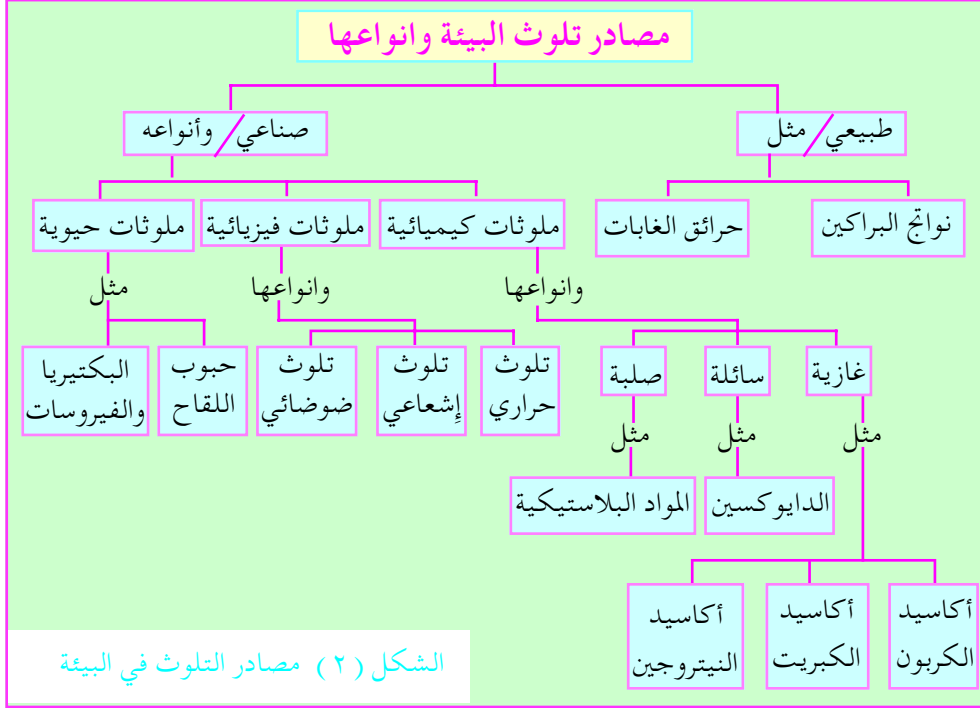 مصادر تلوث البيئة وانواعها
طبيعي/ مثل
صناعي/ وأنواعه
نواتج البراكين
حرائق الغابات
ملوثات كيميائية
ملوثات فيزيائية
ملوثات حيوية
وانواعها
وانواعها
مثل
غازية
سائلة
صلبة
تلوث
حراري
تلوث
إشعاعي
تلوث
ضوضائي
حبوب
اللقاح
البكتيريا
والفيروسات
مثل
مثل
مثل
الدايوكسين
المواد البلاستيكية
أكاسيد
الكربون
أكاسيد
الكبريت
أكاسيد
النيتروجين
الشكل (٢) مصادر التلوث في البيئة